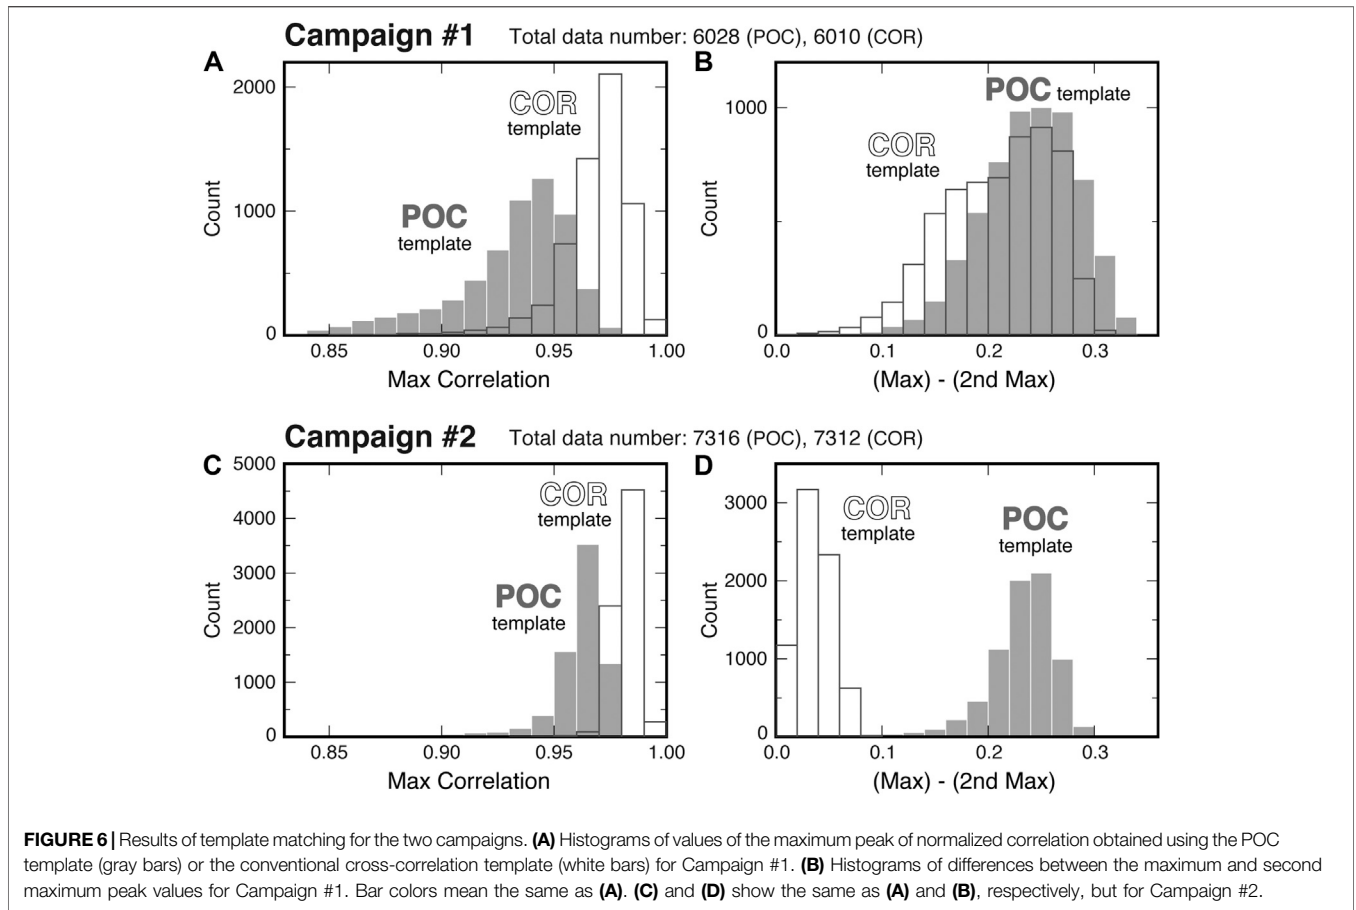 Campaign #1 Total data number: 6028 (POC), 6010 (COR)
A
2000
1000
0
Count
COR
template
POC
template
0.85 0.90 0.95 1.00
Max Correlation
B
1000
0
Count
POC template
COR
template
0.0 0.1 0.2 0.3
(Max) - (2nd Max)
Campaign #2 Total data number: 7316 (POC), 7312 (COR)
C
5000
4000
3000
2000
1000
0
Count
COR
template
POC
template
0.85 0.90 0.95 1.00
Max Correlation
D
3000
2000
1000
0
Count
COR
template
POC
template
0.0 0.1 0.2 0.3
(Max) - (2nd Max)
FIGURE 6 | Results of template matching for the two campaigns. (A) Histograms of values of the maximum peak of normalized correlation obtained using the POC
template (gray bars) or the conventional cross-correlation template (white bars) for Campaign #1. (B) Histograms of differences between the maximum and second
maximum peak values for Campaign #1. Bar colors mean the same as (A). (C) and (D) show the same as (A) and (B), respectively, but for Campaign #2.